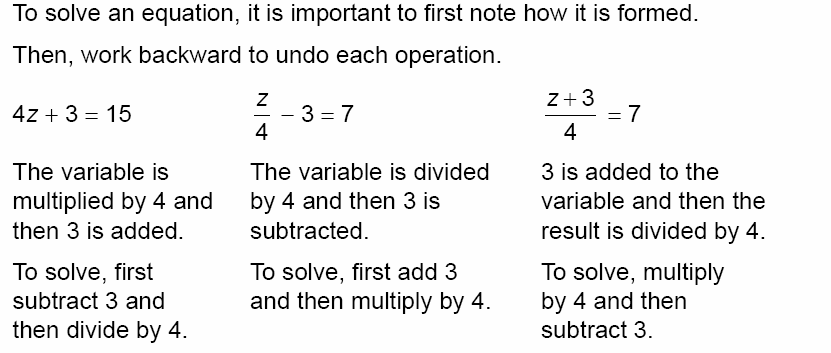 To solve an equation, it is important to first note how it is formed.
Then, work backward to undo each operation.
4z + 3 = 15
z/4 − 3 = 7
(z + 3)/4 = 7
The variable is
multiplied by 4 and
then 3 is added.
The variable is divided
by 4 and then 3 is
subtracted.
3 is added to the
variable and then the
result is divided by 4.
To solve, first
subtract 3 and
then divide by 4.
To solve, first add 3
and then multiply by 4.
To solve, multiply
by 4 and then
subtract 3.